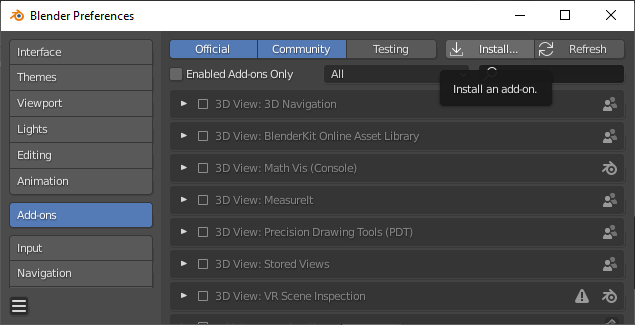 Blender Preferences
Interface
Themes
Viewport
Lights
Editing
Animation
Add-ons
Input
Navigation
Official Community Testing Install... Refresh
Enabled Add-ons Only All
Install an add-on.
3D View: 3D Navigation
3D View: BlenderKit Online Asset Library
3D View: Math Vis (Console)
3D View: MeasureIt
3D View: Precision Drawing Tools (PDT)
3D View: Stored Views
3D View: VR Scene Inspection